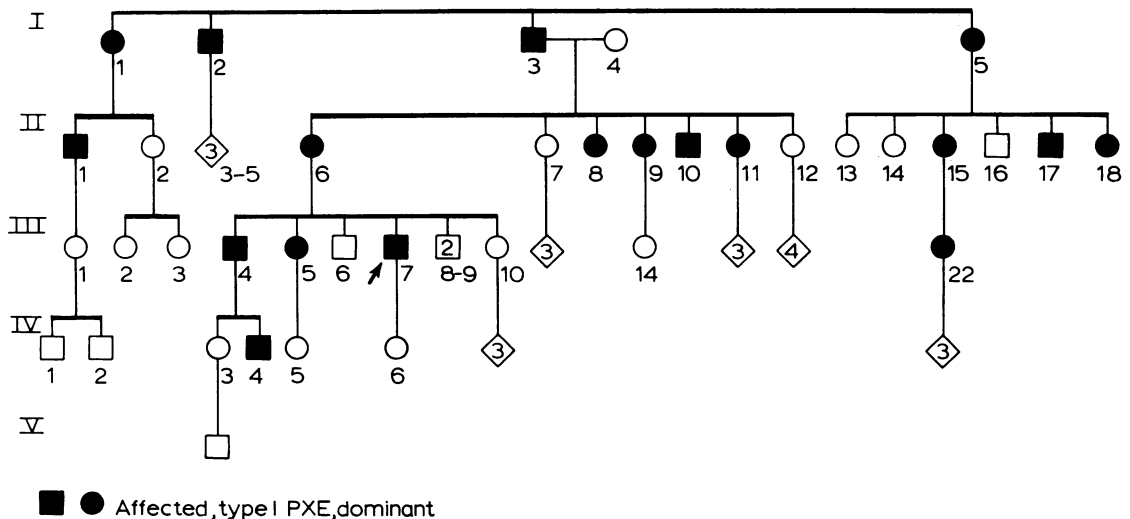 I
1 2 3 4 5
II
3
1 2 3-5 6 7 8 9 10 11 12 13 14 15 16 17 18
III
2 3 3 4
1 2 3 4 5 6 7 8-9 10 14 22
IV
3 3
1 2 3 4 5 6
V
Affected, type I PXE, dominant